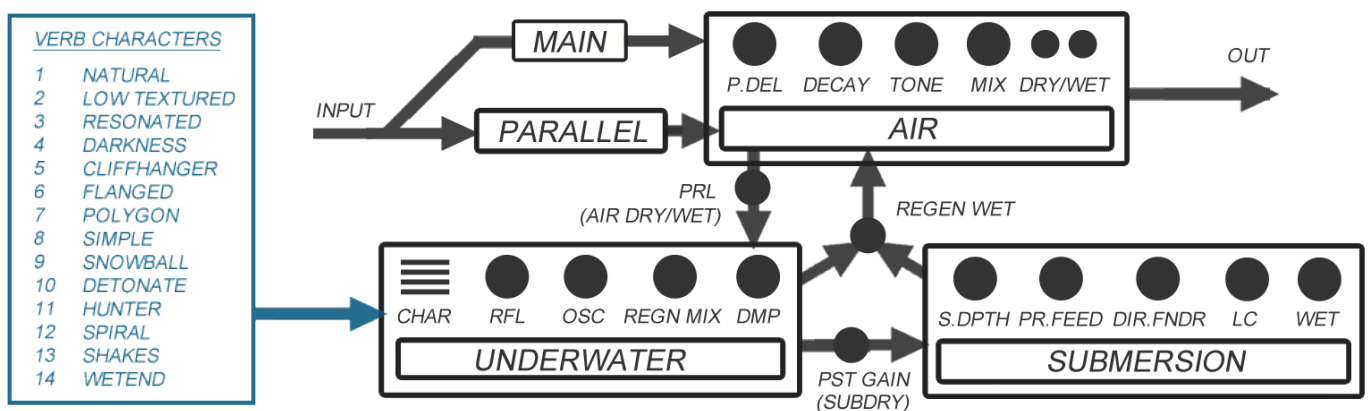 VERB CHARACTERS
1 NATURAL
2 LOW TEXTURED
3 RESONATED
4 DARKNESS
5 CLIFFHANGER
6 FLANGED
7 POLYGON
8 SIMPLE
9 SNOWBALL
10 DETONATE
11 HUNTER
12 SPIRAL
13 SHAKES
14 WETEND
INPUT
MAIN
PARALLEL
P.DEL DECAY TONE MIX DRY/WET
AIR
OUT
PRL
(AIR DRY/WET)
REGEN WET
CHAR RFL OSC REGN MIX DMP
UNDERWATER
PST GAIN
(SUBDRY)
S.DPTH PR.FEED DIR.FNDR LC WET
SUBMERSION